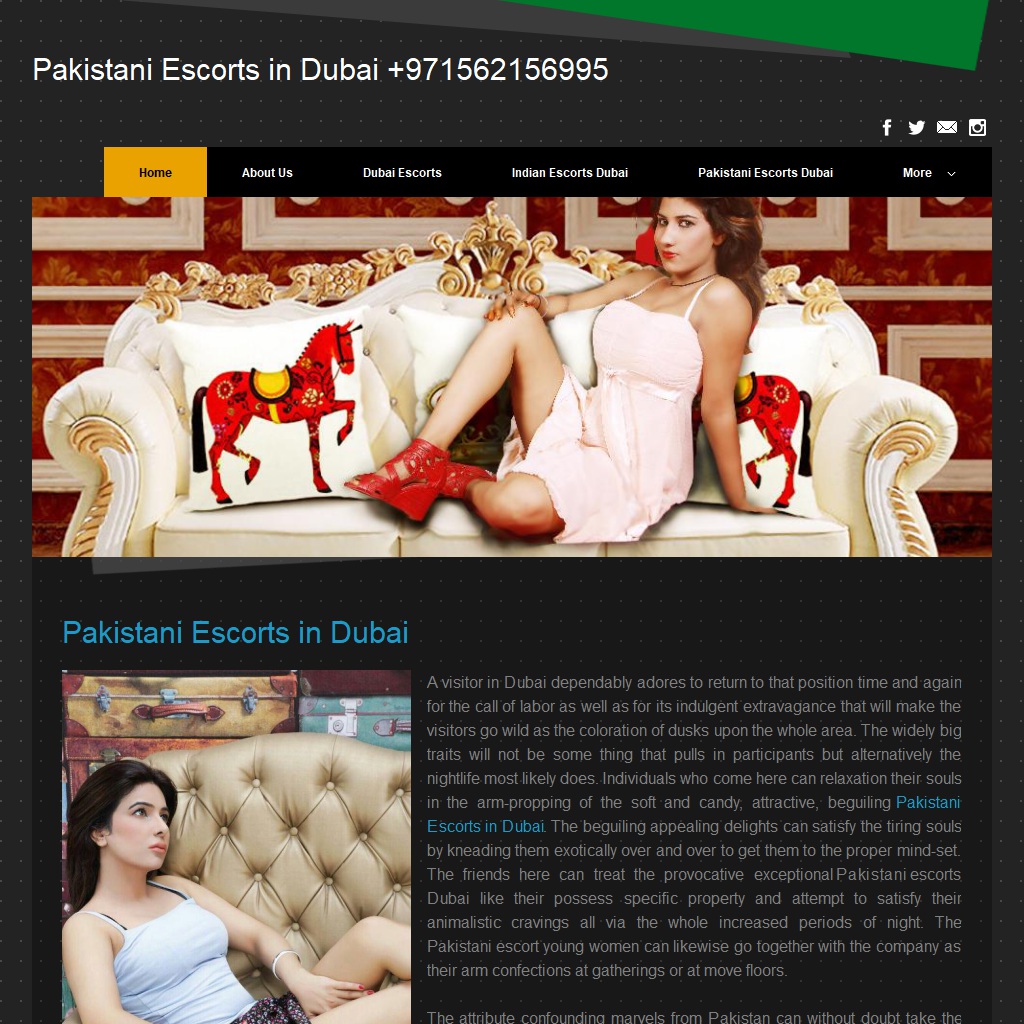 Pakistani Escorts in Dubai +971562156995
Home
About Us
Dubai Escorts
Indian Escorts Dubai
Pakistani Escorts Dubai
More
Pakistani Escorts in Dubai
A visitor in Dubai dependably adores to return to that position time and again
for the call of labor as well as for its indulgent extravagance that will make the
visitors go wild as the coloration of dusks upon the whole area. The widely big
traits will not be some thing that pulls in participants but alternatively the
nightlife most likely does. Individuals who come here can relaxation their souls
in the arm-propping of the soft and candy, attractive, beguiling Pakistani
Escorts in Dubai. The beguiling appealing delights can satisfy the tiring souls
by kneading them exotically over and over to get them to the proper mind-set.
The friends here can treat the provocative exceptional Pakistani escorts
Dubai like their possess specific property and attempt to satisfy their
animalistic cravings all via the whole increased periods of night. The
Pakistani escort young women can likewise go together with the company as
their arm confections at gatherings or at move floors.
The attribute confounding marvels from Pakistan can without doubt take the